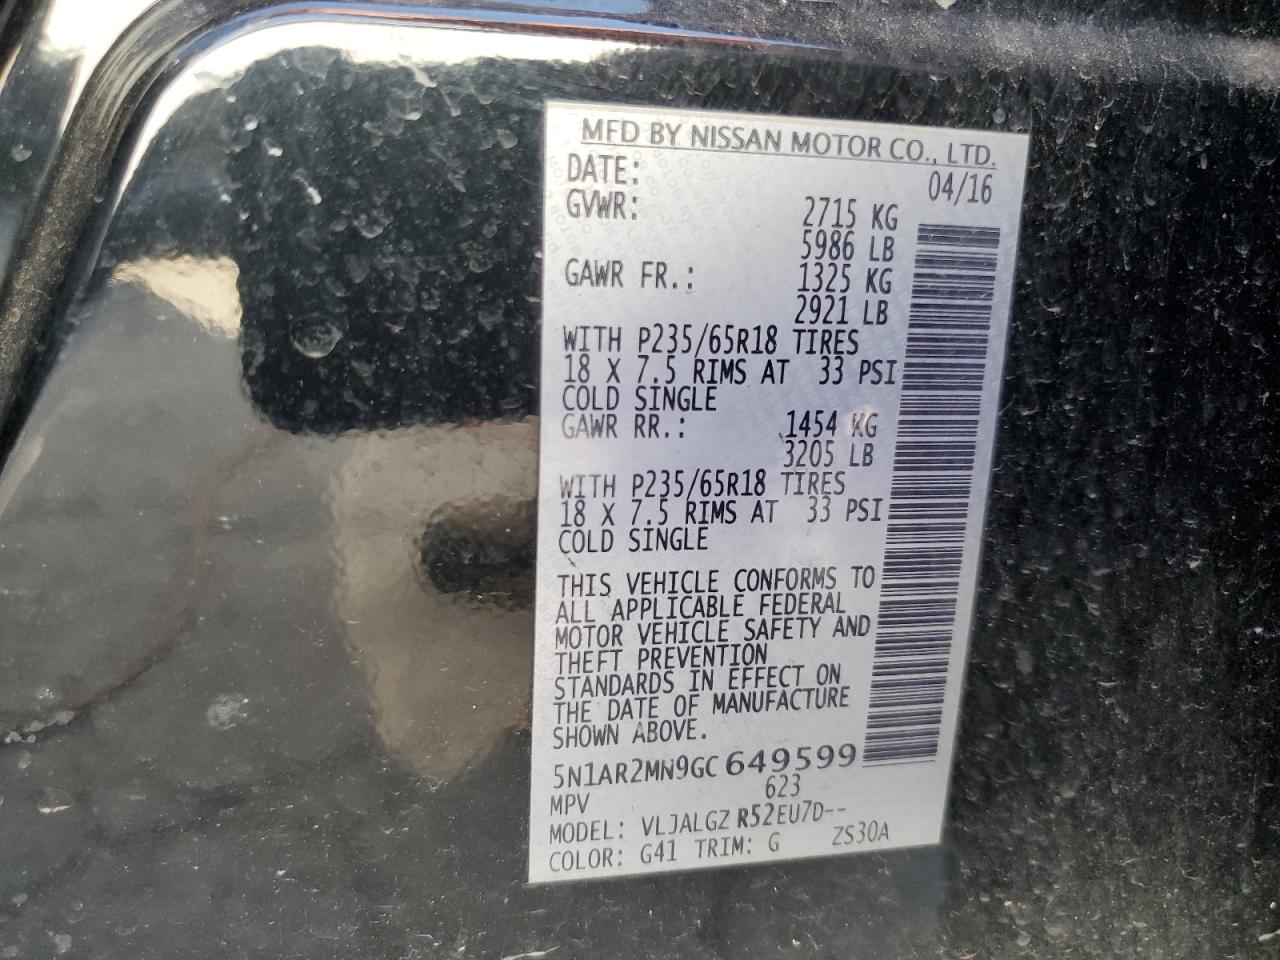 MFD BY NISSAN MOTOR CO., LTD.
DATE: 04/16
GVWR: 2715 KG
5986 LB
GAWR FR.: 1325 KG
2921 LB
WITH P235/65R18 TIRES
18 X 7.5 RIMS AT 33 PSI
COLD SINGLE
GAWR RR.: 1454 KG
3205 LB
WITH P235/65R18 TIRES
18 X 7.5 RIMS AT 33 PSI
COLD SINGLE
THIS VEHICLE CONFORMS TO
ALL APPLICABLE FEDERAL
MOTOR VEHICLE SAFETY AND
THEFT PREVENTION
STANDARDS IN EFFECT ON
THE DATE OF MANUFACTURE
SHOWN ABOVE.
5N1AR2MN9GC 649599
MPV 623
MODEL: VLJALGZ R52EU7D--
COLOR: G41 TRIM: G ZS30A